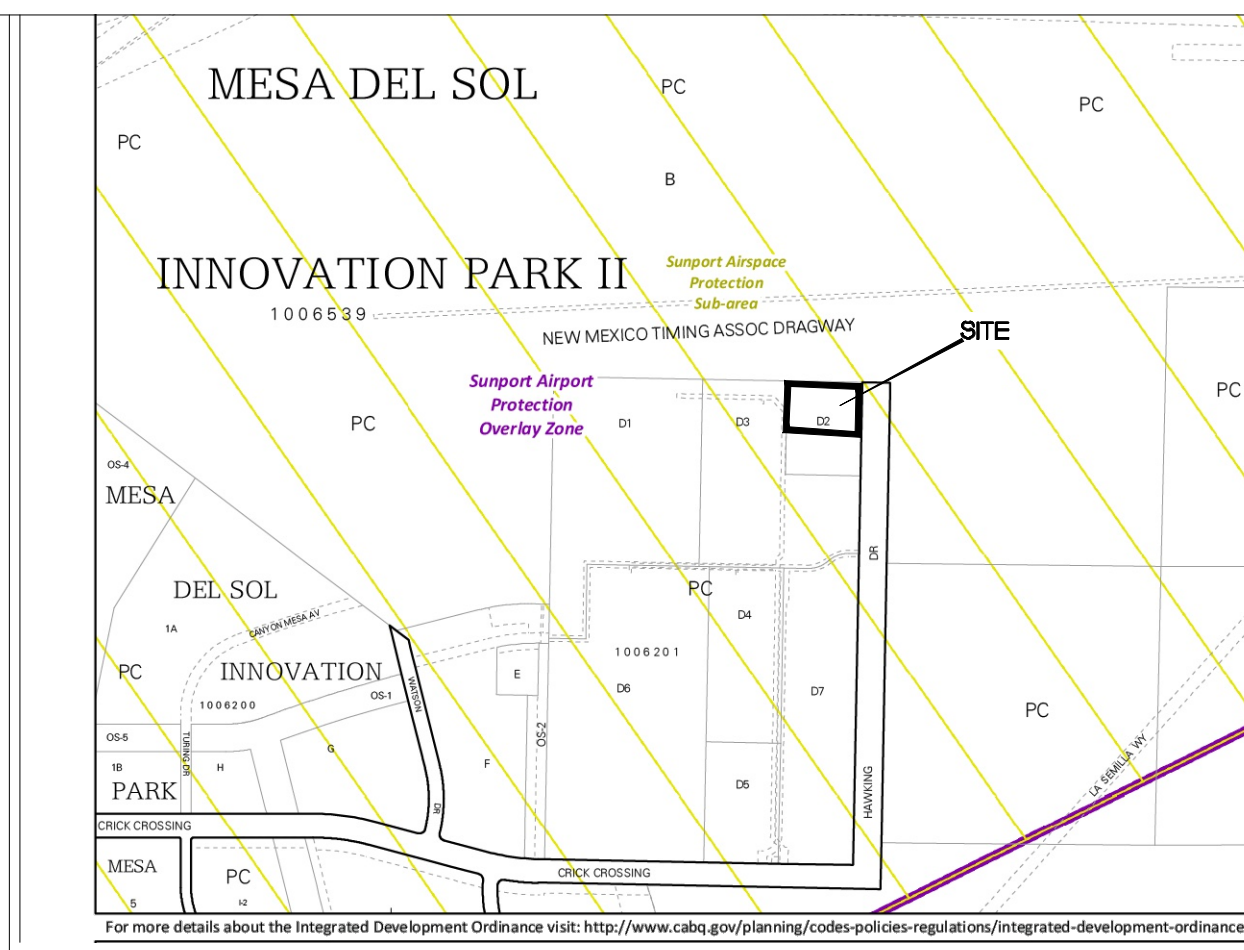 MESA DEL SOL
PC
PC
PC
B
INNOVATION PARK II
1006539
Sunport Airspace
Protection
Sub-area
NEW MEXICO TIMING ASSOC DRAGWAY
SITE
Sunport Airport
Protection
Overlay Zone
PC
PC
D1
D3
D2
OS-4
MESA
DR
DEL SOL
PC
1A
CANYON MESA AV
D4
1006201
PC
INNOVATION
E
D6
D7
OS-1
WATSON
1006200
PC
OS-5
TURING DR
G
OS-2
F
1B
H
LA SEMILLA WY
D5
PARK
HAWKING
DR
CRICK CROSSING
MESA
PC
CRICK CROSSING
5
I-2
For more details about the Integrated Development Ordinance visit: http://www.cabq.gov/planning/codes-policies-regulations/integrated-development-ordinance